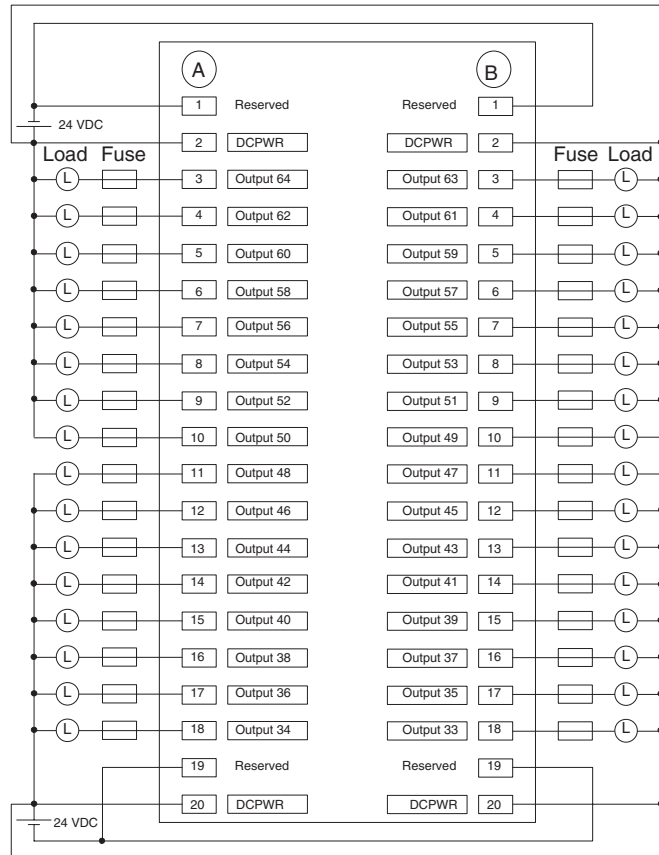 A B
1 Reserved Reserved 1
24 VDC
2 DCPWR DCPWR 2
Load Fuse Fuse Load
L 3 Output 64 Output 63 3 L
L 4 Output 62 Output 61 4 L
L 5 Output 60 Output 59 5 L
L 6 Output 58 Output 57 6 L
L 7 Output 56 Output 55 7 L
L 8 Output 54 Output 53 8 L
L 9 Output 52 Output 51 9 L
L 10 Output 50 Output 49 10 L
L 11 Output 48 Output 47 11 L
L 12 Output 46 Output 45 12 L
L 13 Output 44 Output 43 13 L
L 14 Output 42 Output 41 14 L
L 15 Output 40 Output 39 15 L
L 16 Output 38 Output 37 16 L
L 17 Output 36 Output 35 17 L
L 18 Output 34 Output 33 18 L
19 Reserved Reserved 19
20 DCPWR DCPWR 20
24 VDC